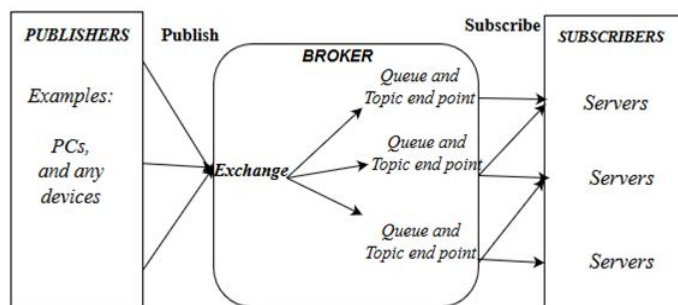 PUBLISHERS
Examples:
PCs,
and any
devices
Publish
BROKER
Exchange
Queue and
Topic end point
Queue and
Topic end point
Queue and
Topic end point
Subscribe
SUBSCRIBERS
Servers
Servers
Servers